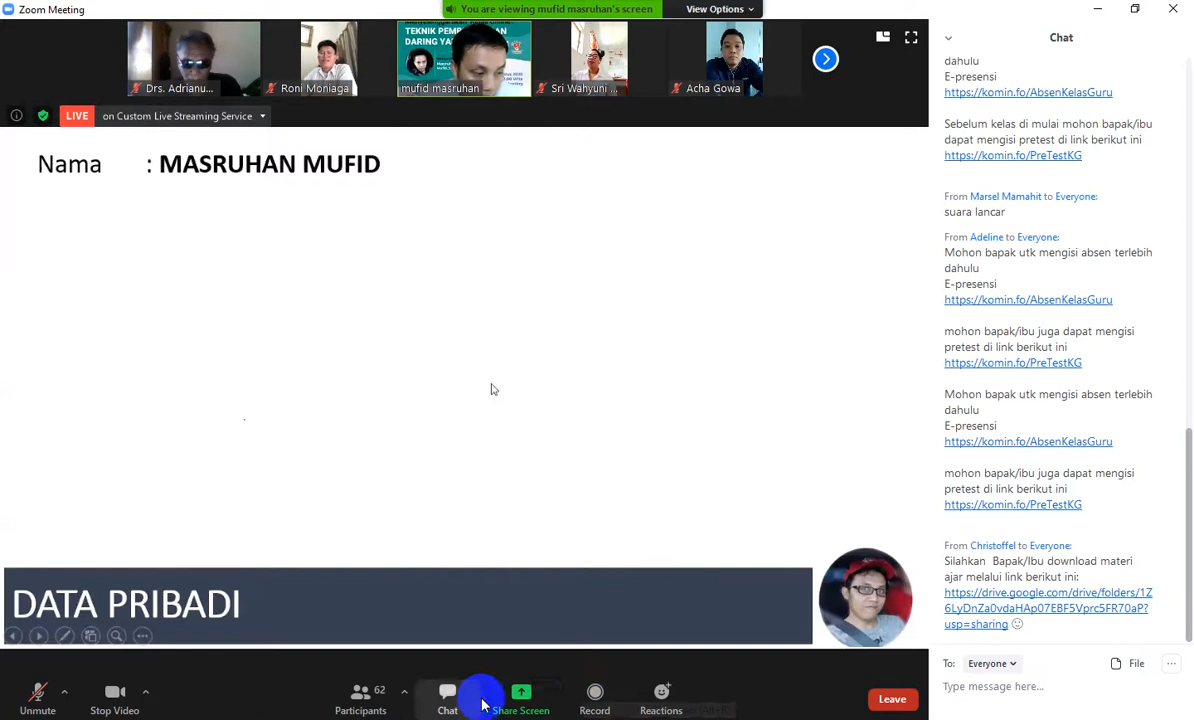 Zoom Meeting
You are viewing mufid masruhan's screen
View Options
Drs. Adrianu...
Roni Moniaga
TEKNIK PEMB
DARING YA
mufid masruhan
Sri Wahyuni ...
Acha Gowa
LIVE
on Custom Live Streaming Service
Nama : MASRUHAN MUFID
DATA PRIBADI
Unmute
Stop Video
62
Participants
Chat
Share Screen
Record
Reactions
Leave
Chat
dahulu
E-presensi
https://komin.fo/AbsenKelasGuru
Sebelum kelas di mulai mohon bapak/ibu
dapat mengisi pretest di link berikut ini
https://komin.fo/PreTestKG
From Marsel Mamahit to Everyone:
suara lancar
From Adeline to Everyone:
Mohon bapak utk mengisi absen terlebih
dahulu
E-presensi
https://komin.fo/AbsenKelasGuru
mohon bapak/ibu juga dapat mengisi
pretest di link berikut ini
https://komin.fo/PreTestKG
Mohon bapak utk mengisi absen terlebih
dahulu
E-presensi
https://komin.fo/AbsenKelasGuru
mohon bapak/ibu juga dapat mengisi
pretest di link berikut ini
https://komin.fo/PreTestKG
From Christoffel to Everyone:
Silahkan Bapak/Ibu download materi
ajar melalui link berikut ini:
https://drive.google.com/drive/folders/1Z
6LyDnZa0vdaHAp07EBF5Vprc5FR70aP?
usp=sharing
To: Everyone
File
Type message here...